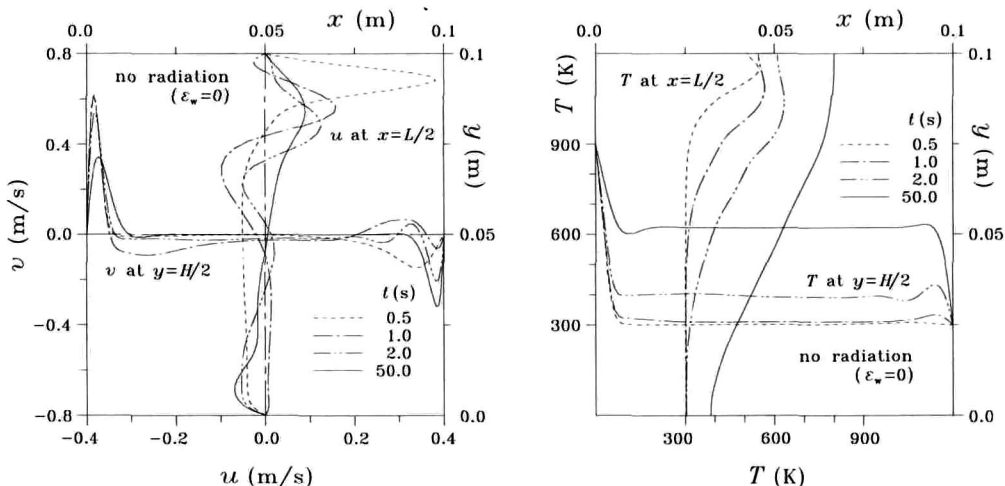 x (m)
0.0
0.05
0.1
0.8
0.4
0.0
-0.4
-0.8
v (m/s)
no radiation
(εw=0)
u at x=L/2
v at y=H/2
t(s)
0.5
1.0
2.0
50.0
0.1
0.05
0.0
y (m)
-0.4
-0.2
0.0
0.2
0.4
u (m/s)
x (m)
0.0
0.05
0.1
T (K)
900
600
300
T at x=L/2
t(s)
0.5
1.0
2.0
50.0
T at y=H/2
no radiation
(εw=0)
0.1
0.05
0.0
y (m)
300
600
900
T (K)